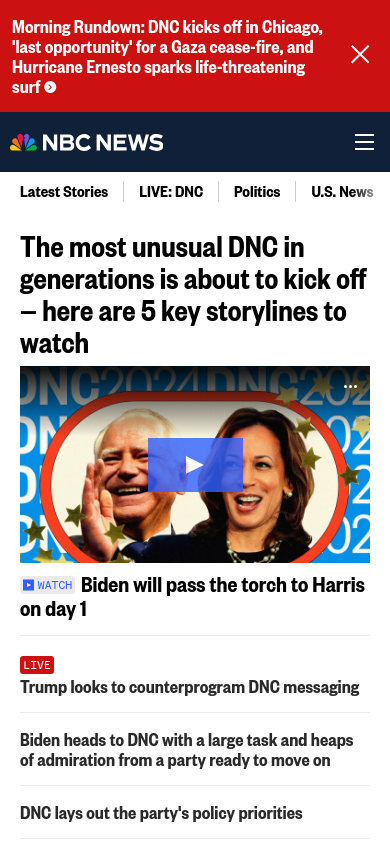 Morning Rundown: DNC kicks off in Chicago,
'last opportunity' for a Gaza cease-fire, and
Hurricane Ernesto sparks life-threatening
surf
NBC NEWS
Latest Stories
LIVE: DNC
Politics
U.S. News
The most unusual DNC in
generations is about to kick off
— here are 5 key storylines to
watch
DNC2024DNC202
WATCH Biden will pass the torch to Harris
on day 1
LIVE
Trump looks to counterprogram DNC messaging
Biden heads to DNC with a large task and heaps
of admiration from a party ready to move on
DNC lays out the party's policy priorities